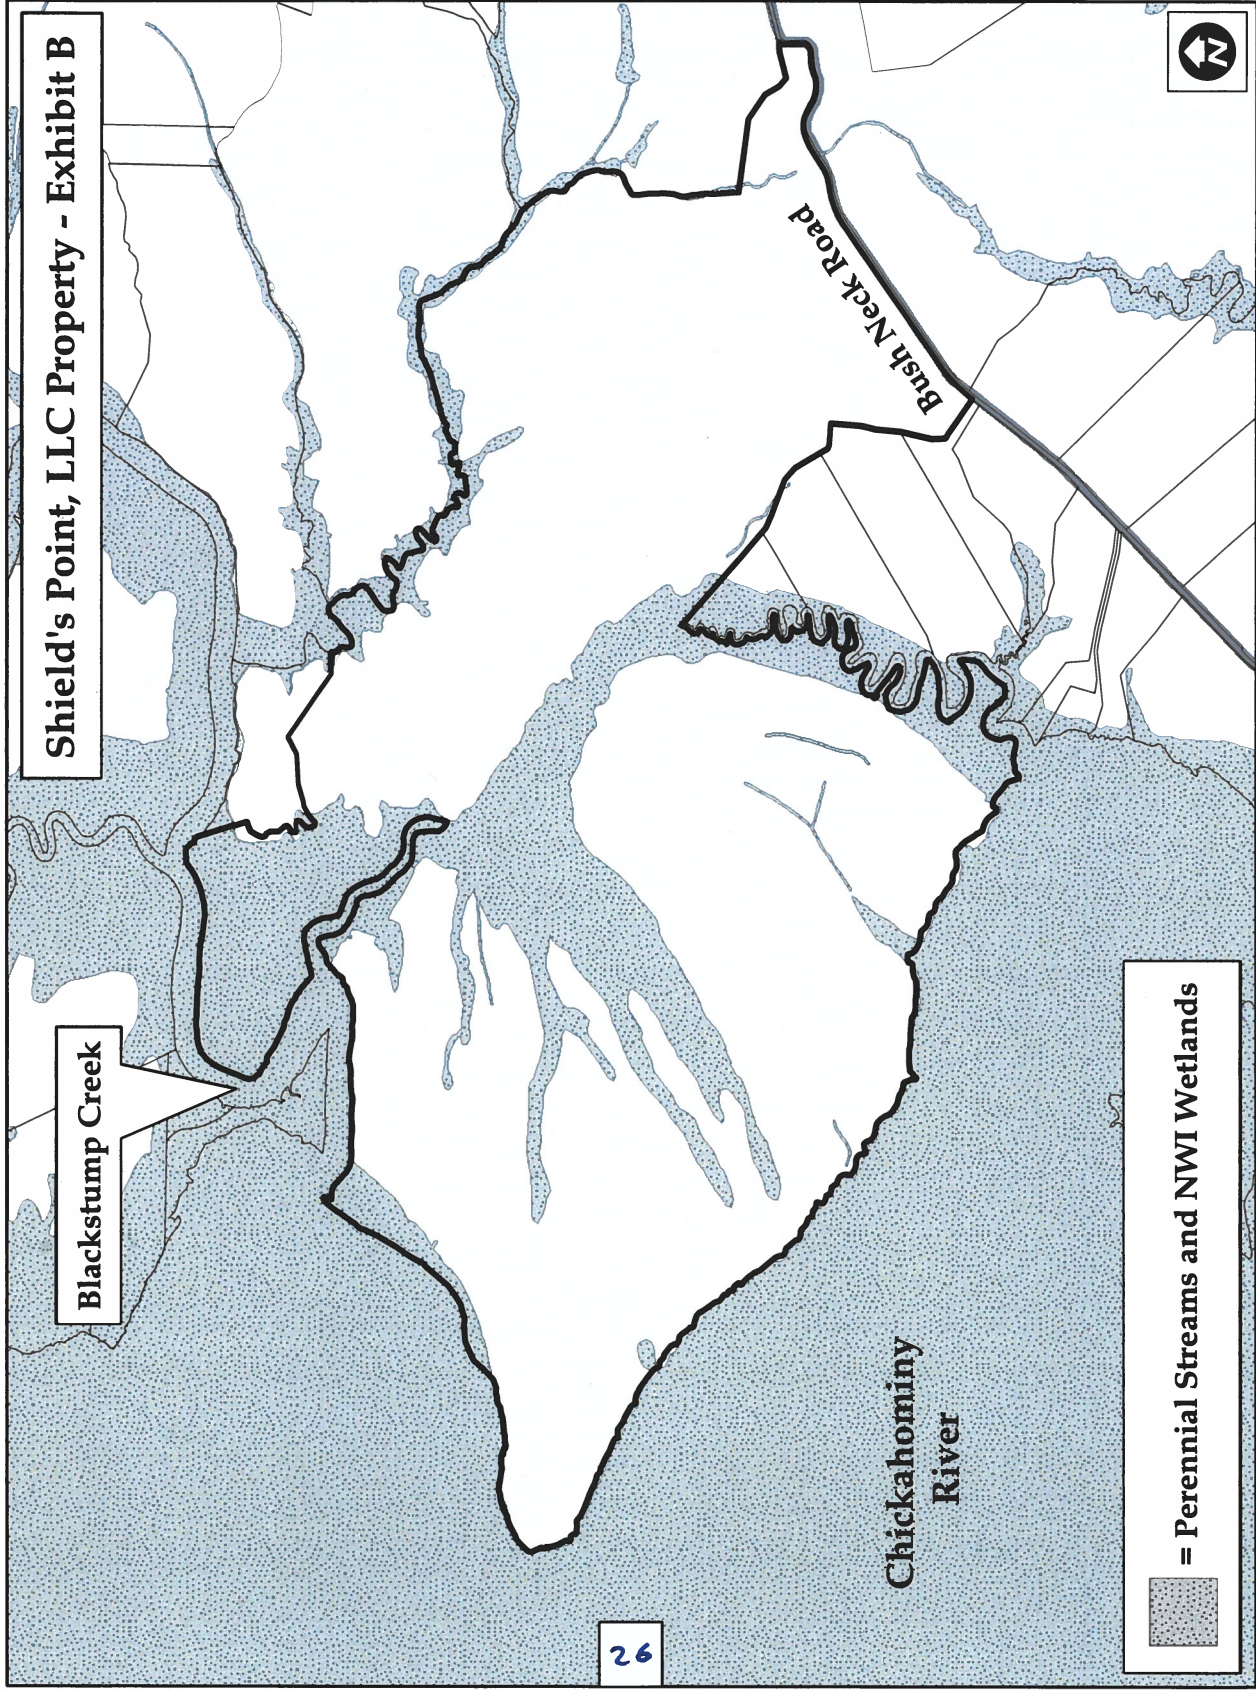 Shield's Point, LLC Property - Exhibit B
N
Blackstump Creek
Bush Neck Road
Chickahominy
River
= Perennial Streams and NWI Wetlands
26